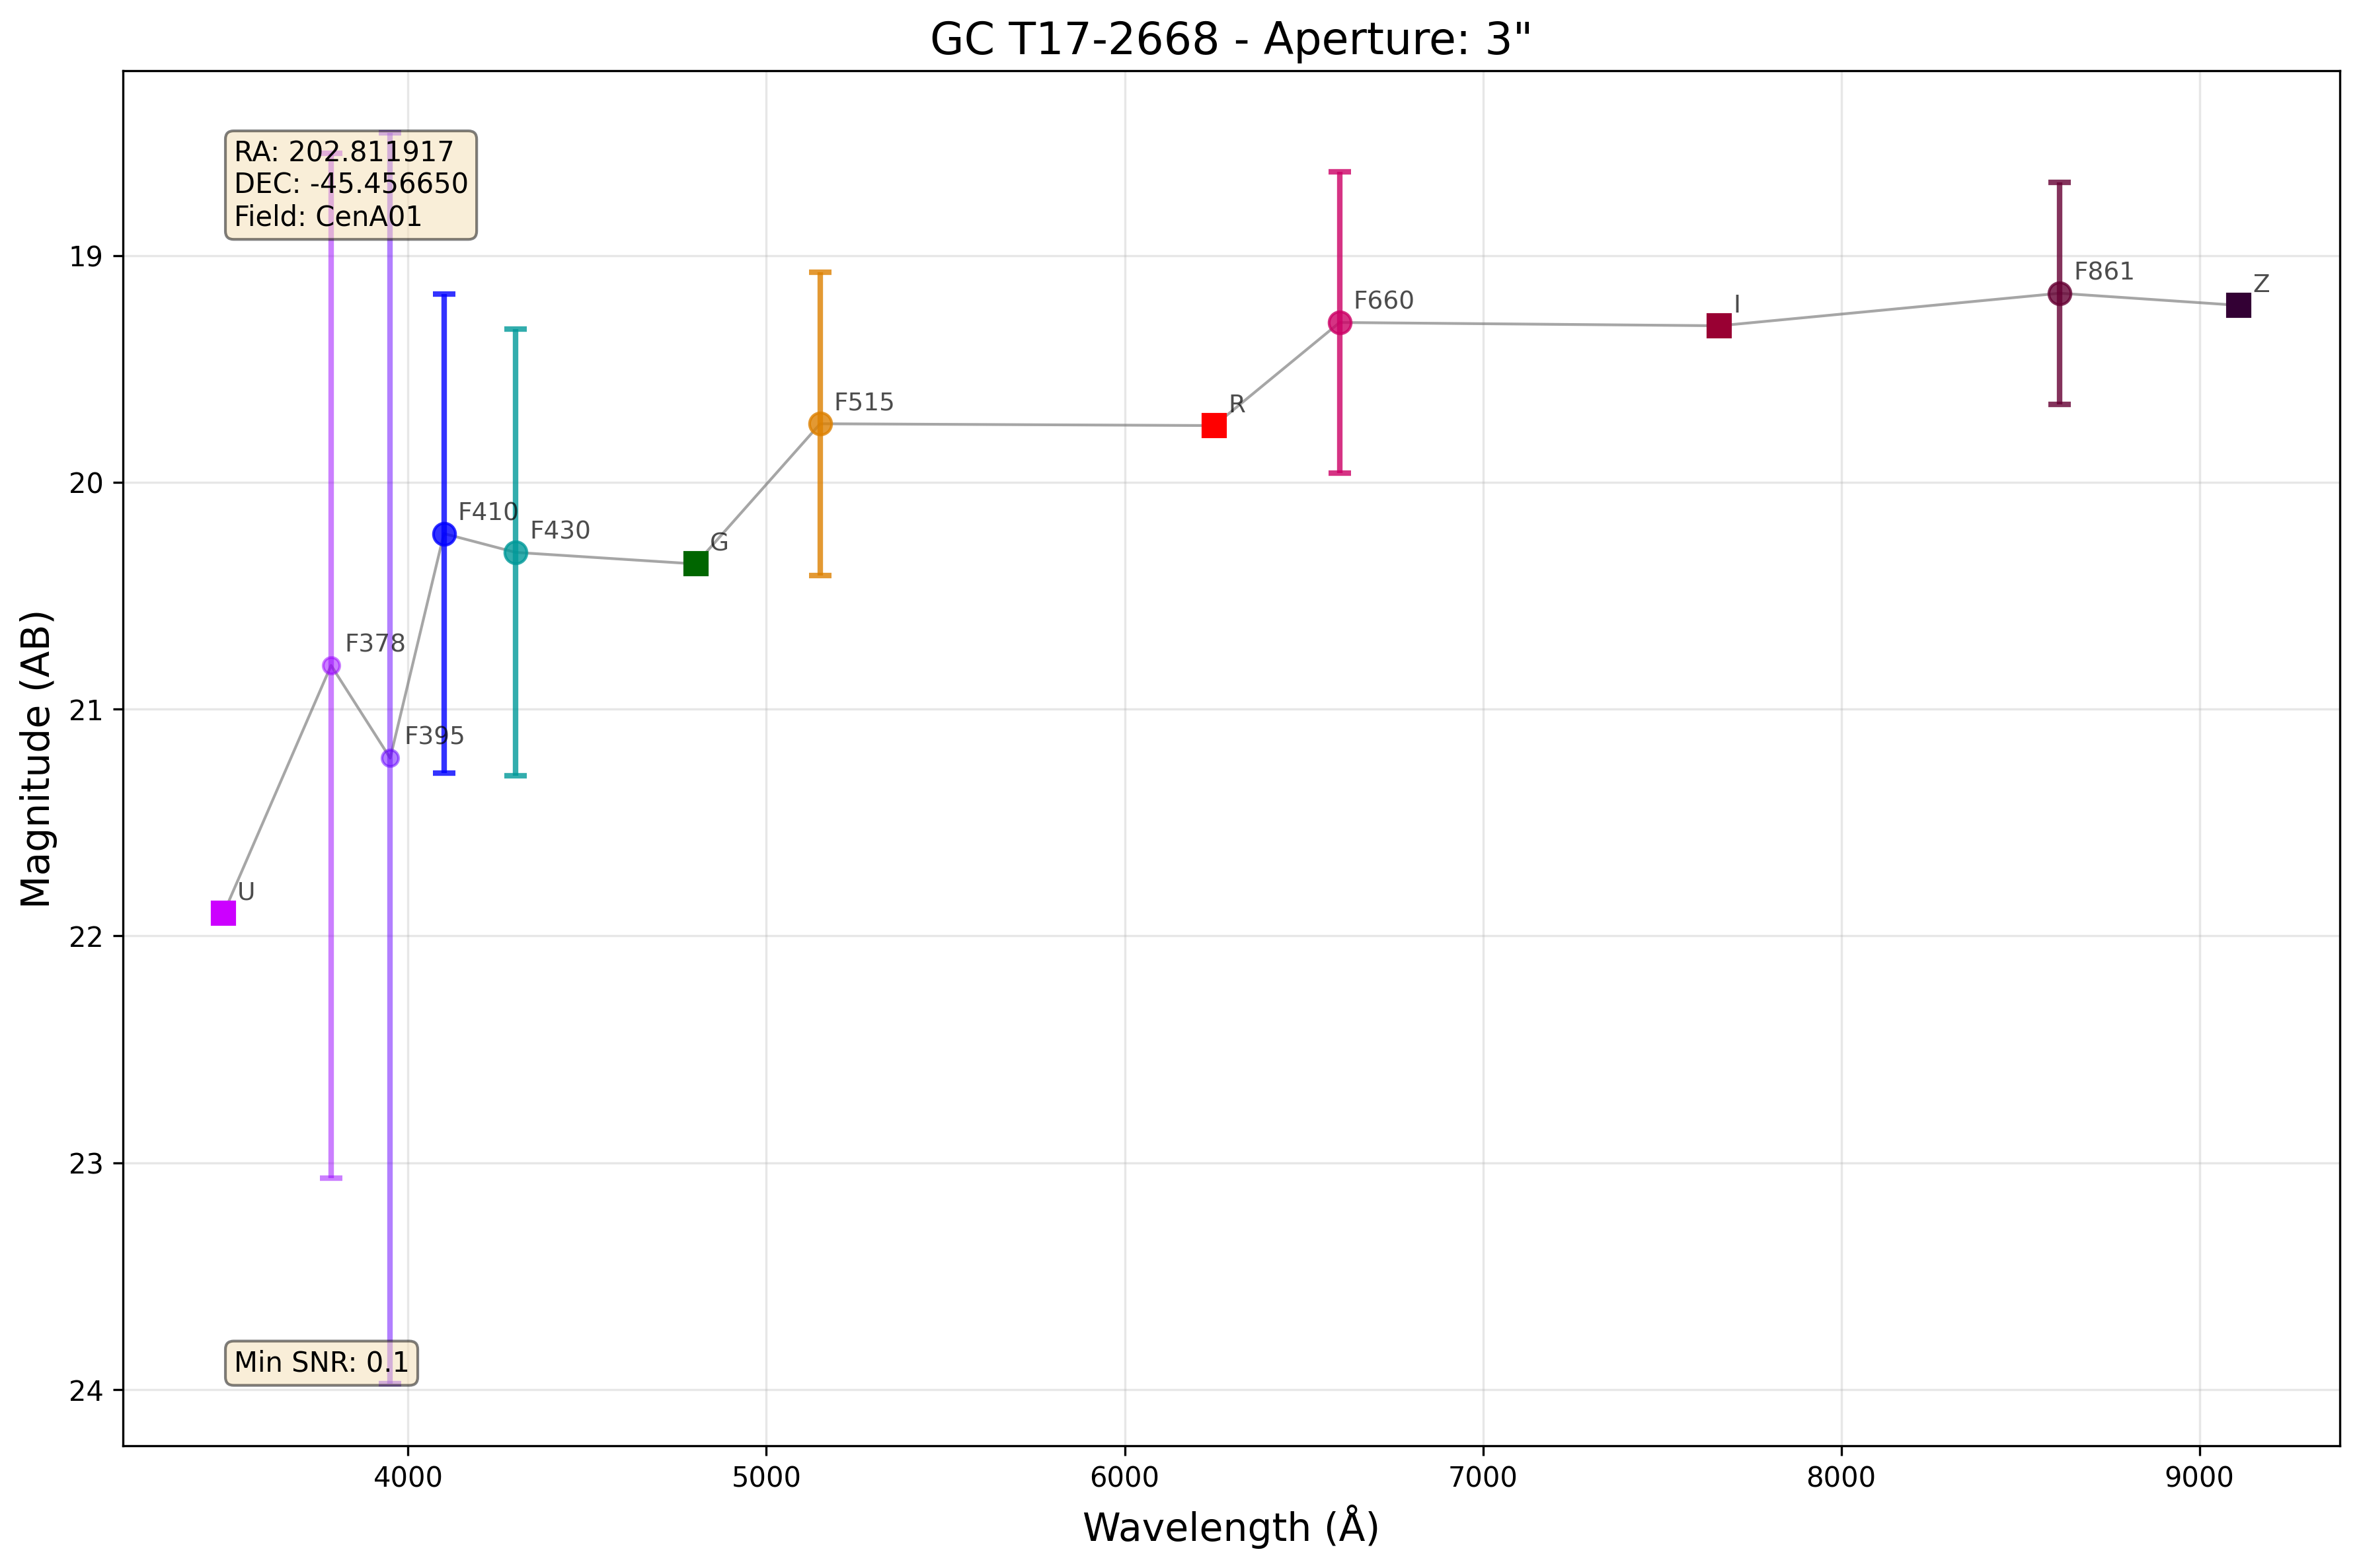 GC T17-2668 - Aperture: 3"
RA: 202.811917
DEC: -45.456650
Field: CenA01
19
20
21
22
23
24
Magnitude (AB)
U
F378
F395
F410
F430
G
F515
R
F660
I
F861
Z
Min SNR: 0.1
4000
5000
6000
7000
8000
9000
Wavelength (Å)